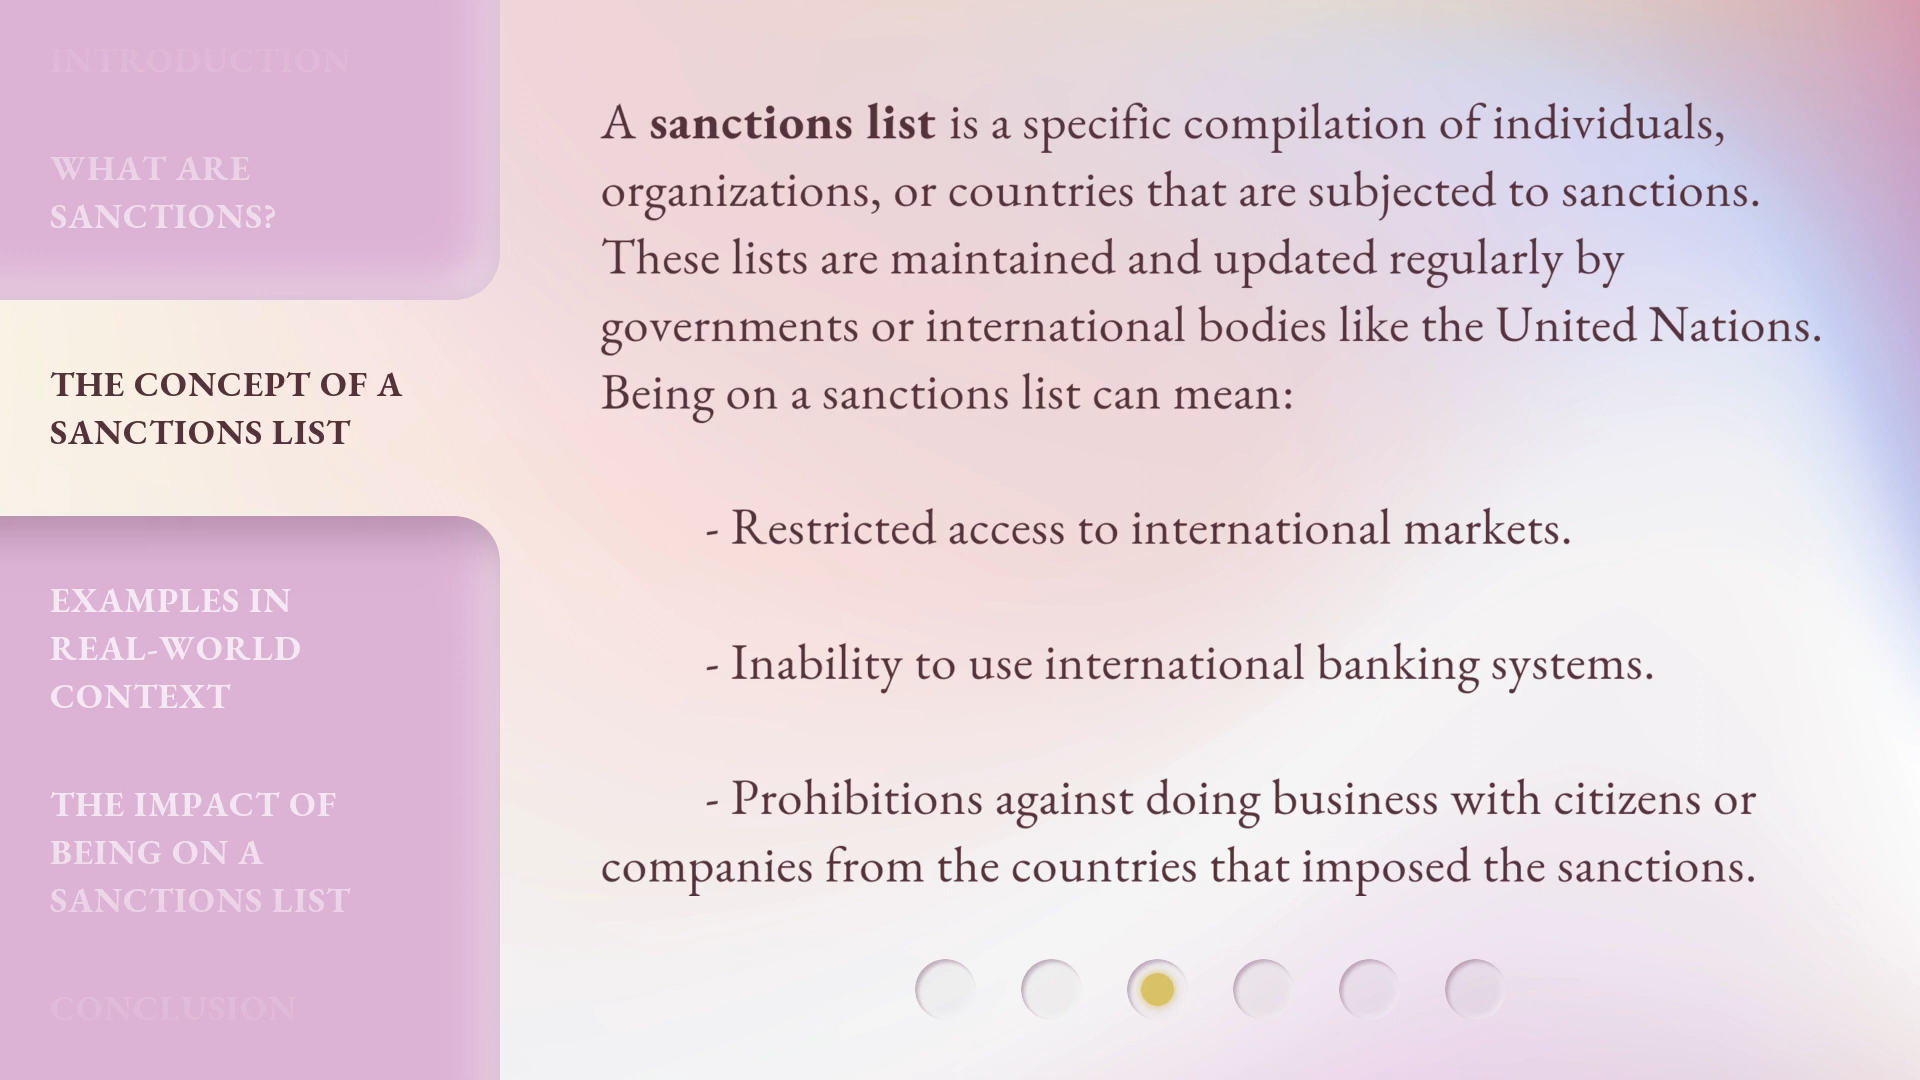 INTRODUCTION
WHAT ARE
SANCTIONS?
THE CONCEPT OF A
SANCTIONS LIST
EXAMPLES IN
REAL-WORLD
CONTEXT
THE IMPACT OF
BEING ON A
SANCTIONS LIST
CONCLUSION
A sanctions list is a specific compilation of individuals,
organizations, or countries that are subjected to sanctions.
These lists are maintained and updated regularly by
governments or international bodies like the United Nations.
Being on a sanctions list can mean:
- Restricted access to international markets.
- Inability to use international banking systems.
- Prohibitions against doing business with citizens or
companies from the countries that imposed the sanctions.